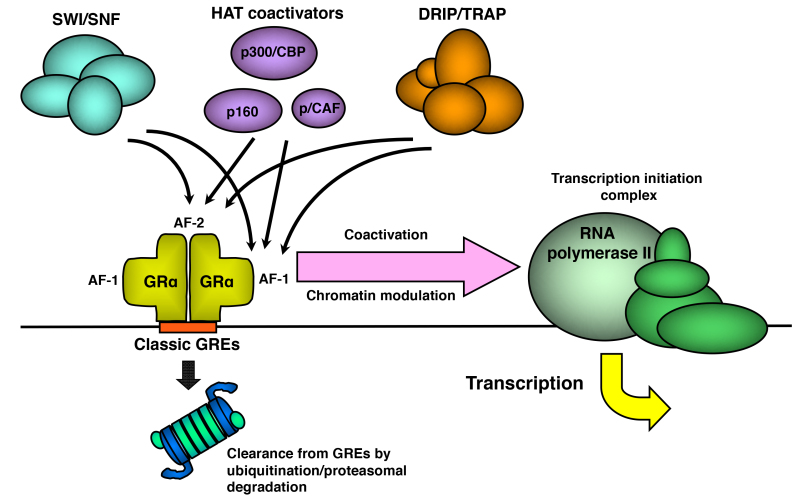 SWI/SNF
HAT coactivators
DRIP/TRAP
p300/CBP
p160
p/CAF
Transcription initiation
complex
AF-2
RNA
polymerase II
Coactivation
AF-1
GRα
GRα
AF-1
Chromatin modulation
Classic GREs
Transcription
Clearance from GREs by
ubiquitination/proteasomal
degradation